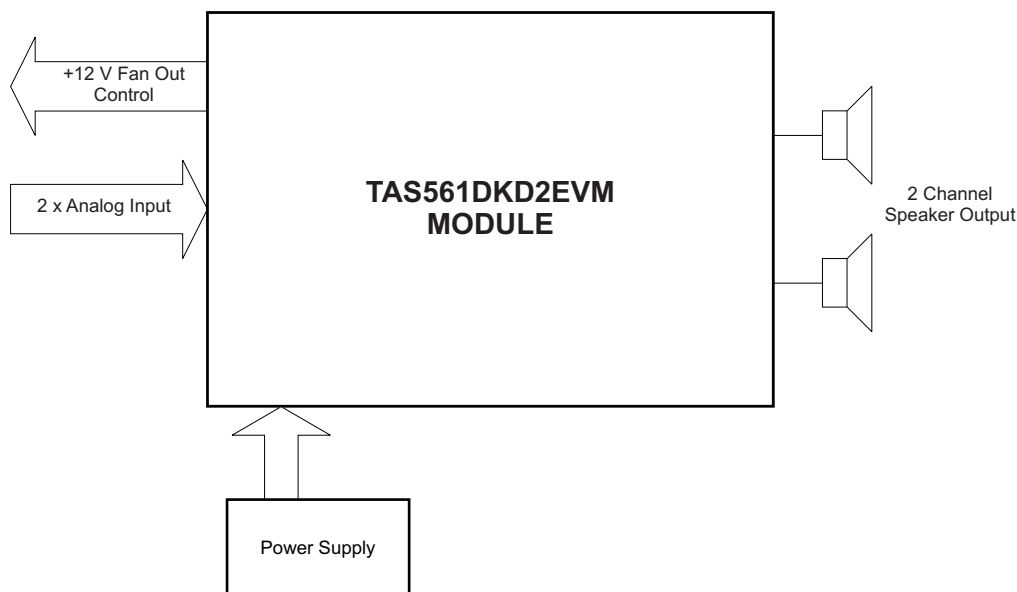 +12 V Fan Out
Control
2 x Analog Input
TAS561DKD2EVM
MODULE
2 Channel
Speaker Output
Power Supply